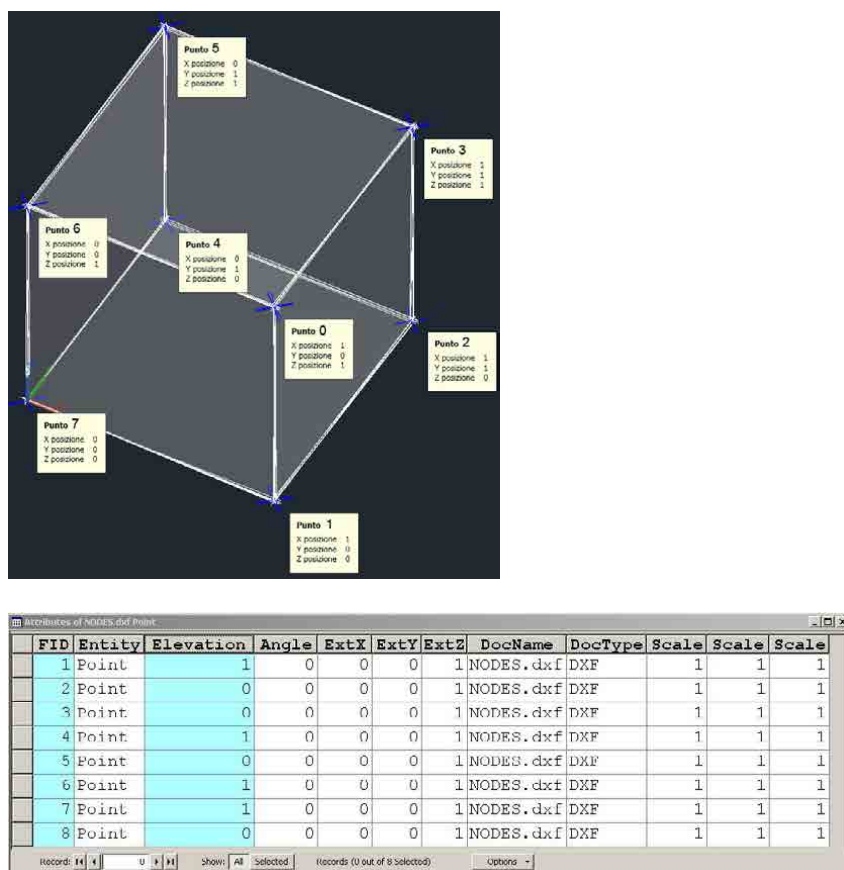 Punto 5
X posizione 0
Y posizione 1
Z posizione 1
Punto 3
X posizione 1
Y posizione 1
Z posizione 1
Punto 6
X posizione 0
Y posizione 0
Z posizione 1
Punto 4
X posizione 0
Y posizione 1
Z posizione 0
Punto 0
X posizione 1
Y posizione 0
Z posizione 1
Punto 2
X posizione 1
Y posizione 1
Z posizione 0
Punto 7
X posizione 0
Y posizione 0
Z posizione 0
Punto 1
X posizione 1
Y posizione 0
Z posizione 0
Attributes of NODES.dxf Point
FID Entity Elevation Angle ExtX ExtY ExtZ DocName DocType Scale Scale Scale
1 Point 1 0 0 0 1 NODES.dxf DXF 1 1 1
2 Point 0 0 0 0 1 NODES.dxf DXF 1 1 1
3 Point 0 0 0 0 1 NODES.dxf DXF 1 1 1
4 Point 1 0 0 0 1 NODES.dxf DXF 1 1 1
5 Point 0 0 0 0 1 NODES.dxf DXF 1 1 1
6 Point 1 0 0 0 1 NODES.dxf DXF 1 1 1
7 Point 1 0 0 0 1 NODES.dxf DXF 1 1 1
8 Point 0 0 0 0 1 NODES.dxf DXF 1 1 1
Record: 0 Show: All Selected Records (0 out of 8 Selected) Options